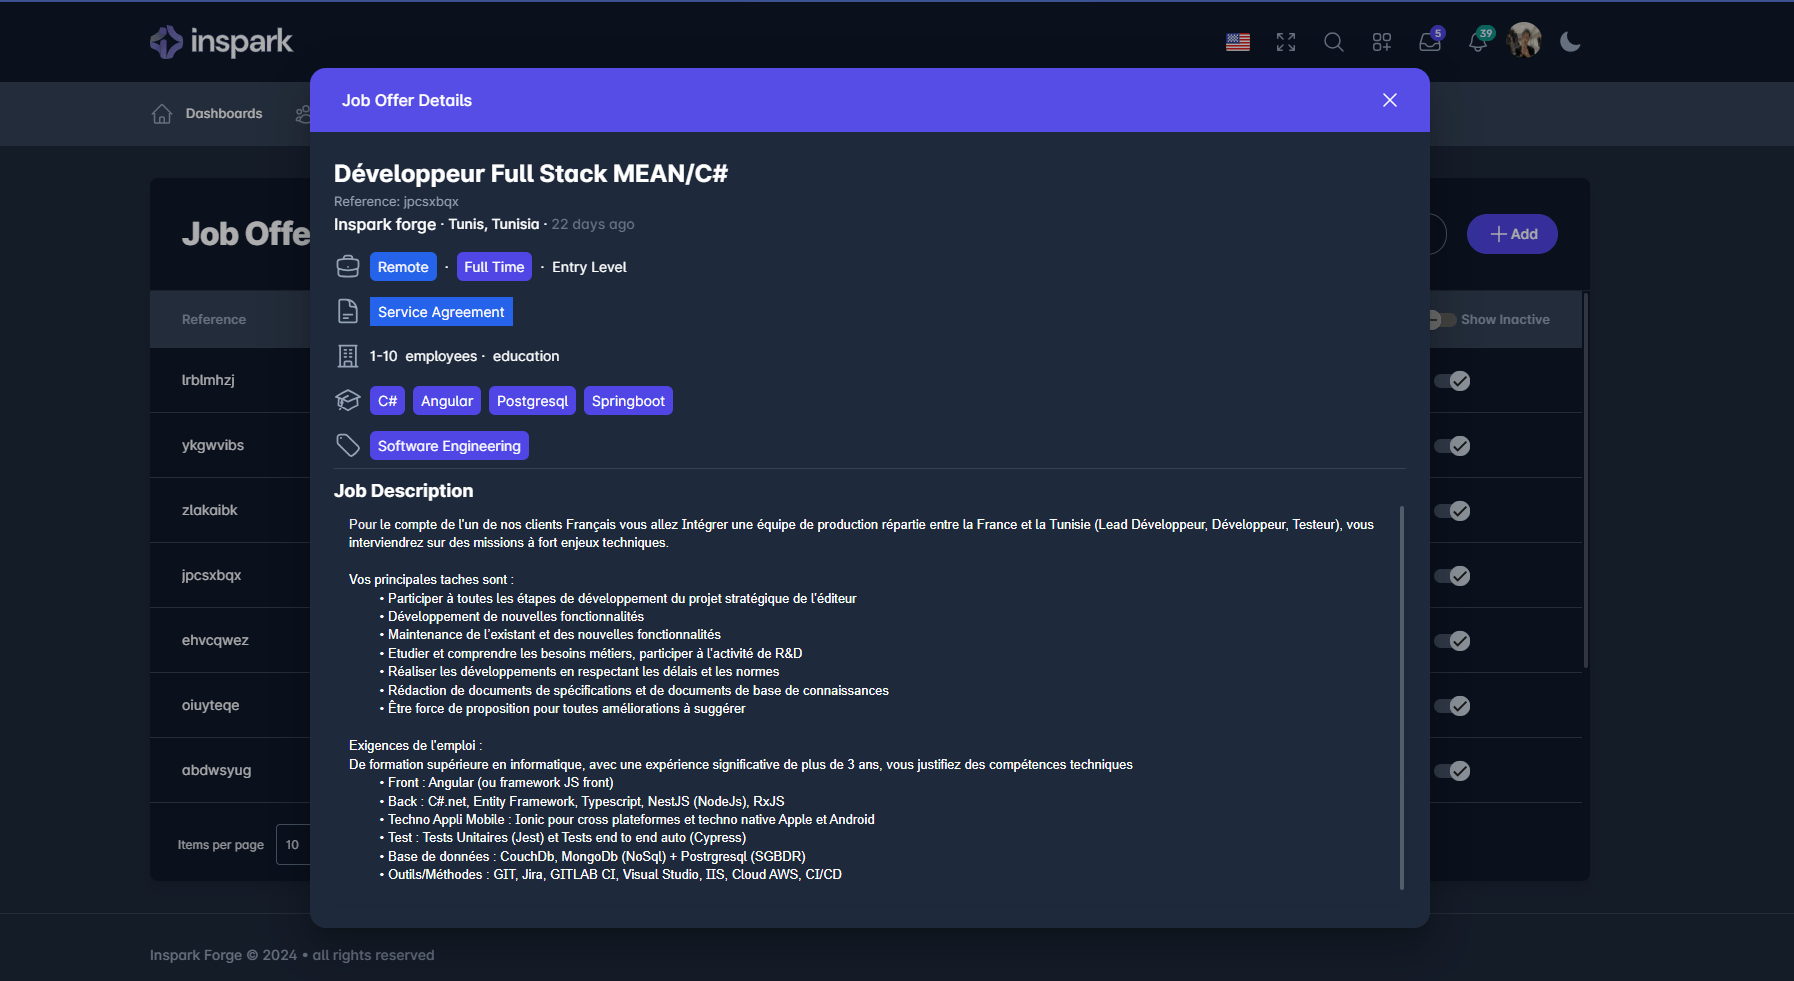 inspark
5
39
Dashboards
Job Offer Details
Développeur Full Stack MEAN/C#
Reference: jpcsxbqx
Inspark forge · Tunis, Tunisia · 22 days ago
Remote · Full Time · Entry Level
Service Agreement
1-10 employees · education
C# Angular Postgresql Springboot
Software Engineering
Job Description
Pour le compte de l'un de nos clients Français vous allez Intégrer une équipe de production répartie entre la France et la Tunisie (Lead Développeur, Développeur, Testeur), vous
interviendrez sur des missions à fort enjeux techniques.
Vos principales taches sont :
• Participer à toutes les étapes de développement du projet stratégique de l'éditeur
• Développement de nouvelles fonctionnalités
• Maintenance de l'existant et des nouvelles fonctionnalités
• Etudier et comprendre les besoins métiers, participer à l'activité de R&D
• Réaliser les développements en respectant les délais et les normes
• Rédaction de documents de spécifications et de documents de base de connaissances
• Être force de proposition pour toutes améliorations à suggérer
Exigences de l'emploi :
De formation supérieure en informatique, avec une expérience significative de plus de 3 ans, vous justifiez des compétences techniques
• Front : Angular (ou framework JS front)
• Back : C#.net, Entity Framework, Typescript, NestJS (NodeJs), RxJS
• Techno Appli Mobile : Ionic pour cross plateformes et techno native Apple et Android
• Test : Tests Unitaires (Jest) et Tests end to end auto (Cypress)
• Base de données : CouchDb, MongoDb (NoSql) + Postrgresql (SGBDR)
• Outils/Méthodes : GIT, Jira, GITLAB CI, Visual Studio, IIS, Cloud AWS, CI/CD
Job Offe
Add
Reference
Show Inactive
lrblmhzj
ykgwvibs
zlakaibk
jpcsxbqx
ehvcqwez
oiuyteqe
abdwsyug
Items per page 10
Inspark Forge © 2024 • all rights reserved